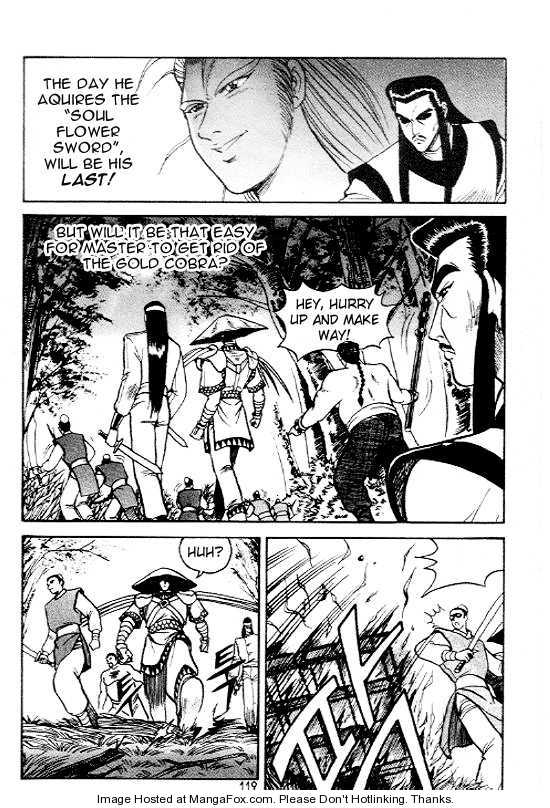 THE DAY HE
AQUIRES THE
"SOUL
FLOWER
SWORD",
WILL BE HIS
LAST!
BUT WILL IT BE THAT EASY
FOR MASTER TO GET RID OF
THE GOLD COBRA?
HEY, HURRY
UP AND MAKE
WAY!
HUH?
119
Image Hosted at MangaFox.com. Please Don't Hotlinking. Thanks.